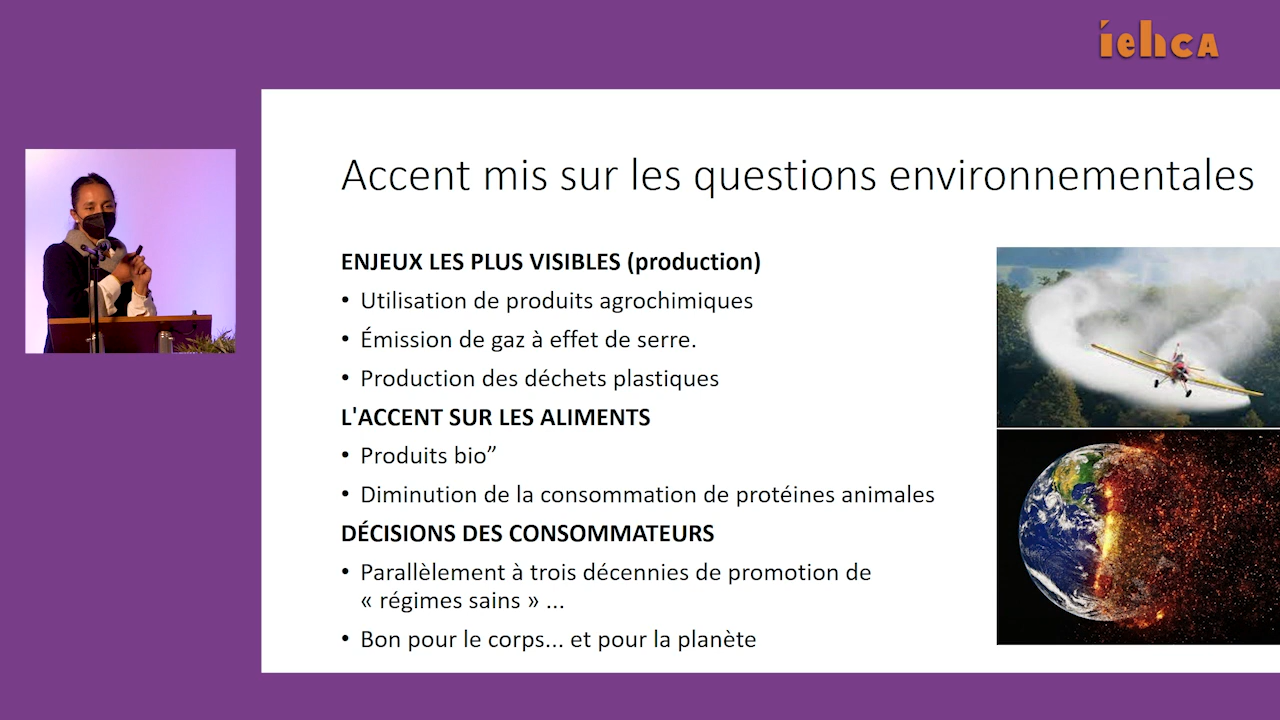 iehcA
Accent mis sur les questions environnementales
ENJEUX LES PLUS VISIBLES (production)
• Utilisation de produits agrochimiques
• Émission de gaz à effet de serre.
• Production des déchets plastiques
L'ACCENT SUR LES ALIMENTS
• Produits bio”
• Diminution de la consommation de protéines animales
DÉCISIONS DES CONSOMMATEURS
• Parallèlement à trois décennies de promotion de
« régimes sains » ...
• Bon pour le corps... et pour la planète